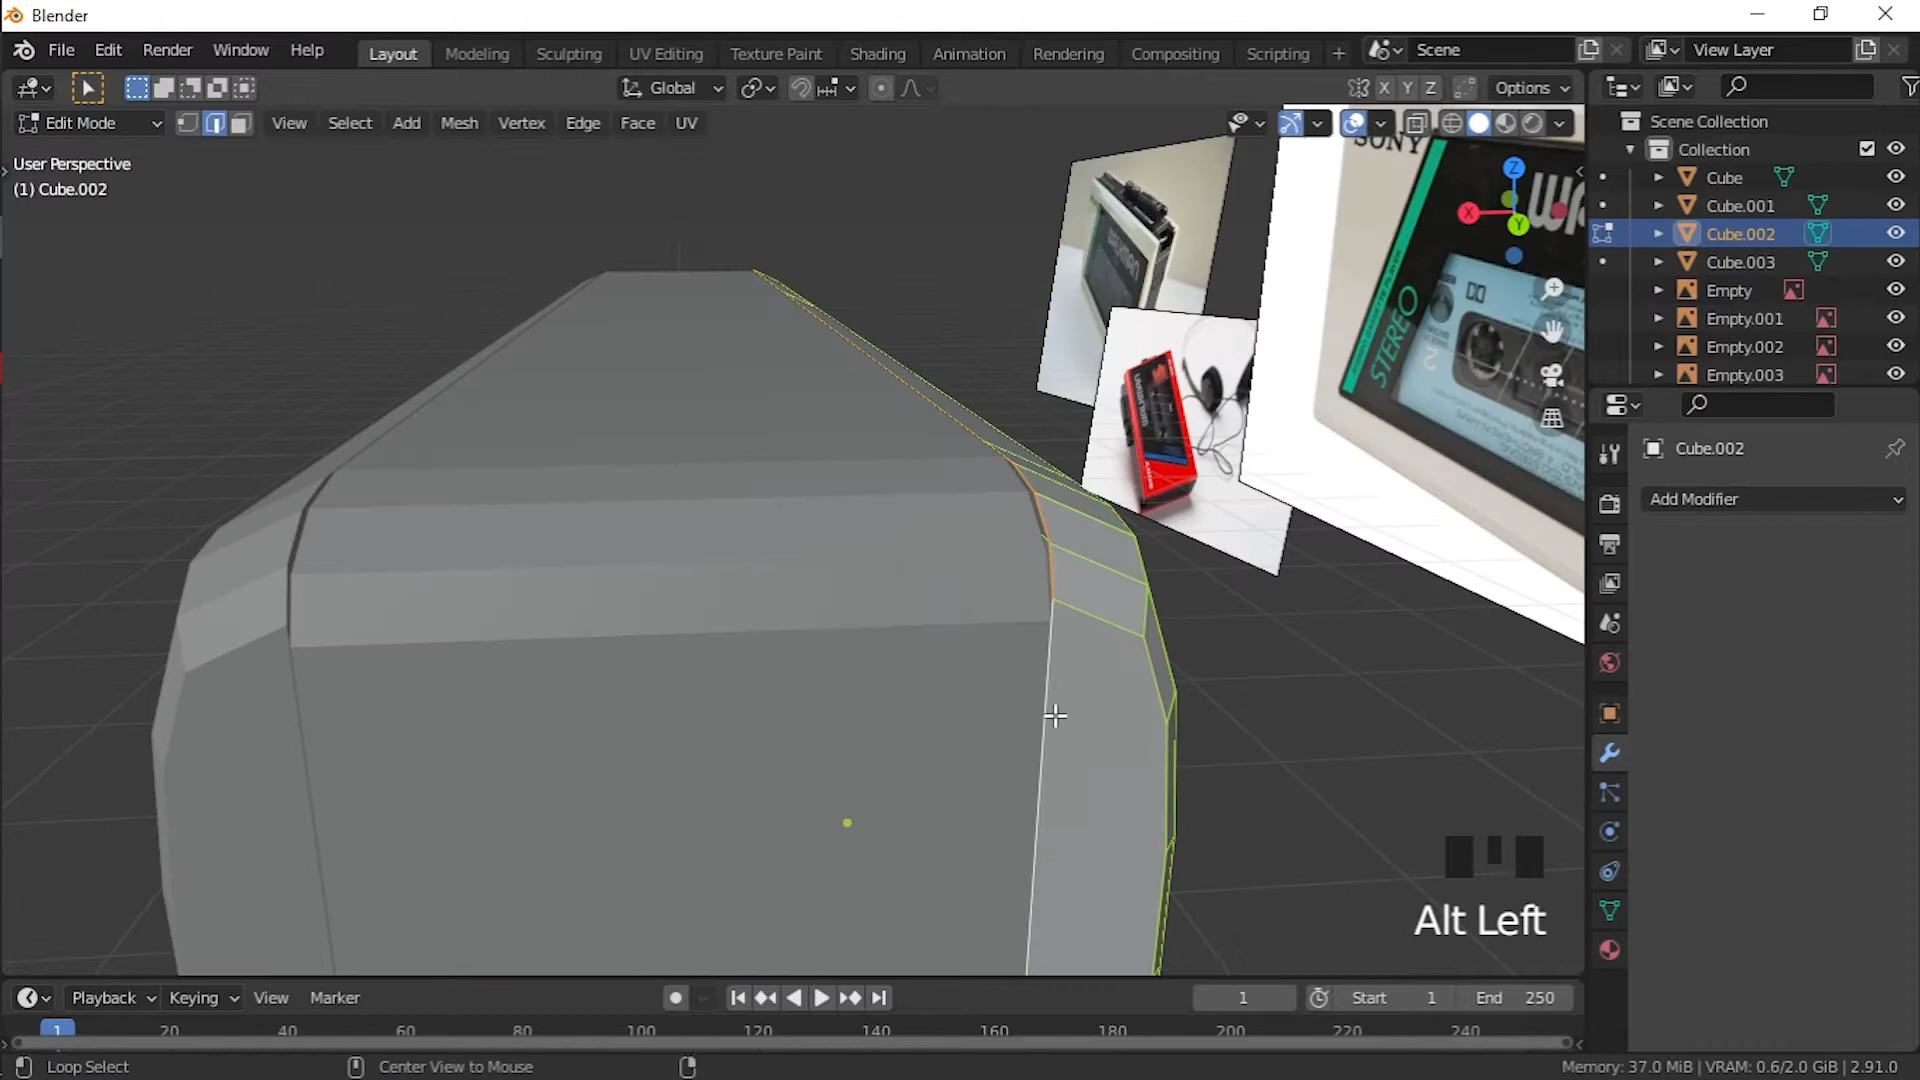 Blender
File Edit Render Window Help Layout Modeling Sculpting UV Editing Texture Paint Shading Animation Rendering Compositing Scripting + Scene View Layer
Global X Y Z Options
Edit Mode View Select Add Mesh Vertex Edge Face UV
User Perspective
(1) Cube.002
SONY
STEREO
Z
X
Y
Scene Collection
Collection
Cube
Cube.001
Cube.002
Cube.003
Empty
Empty.001
Empty.002
Empty.003
Cube.002
Add Modifier
Alt Left
Playback Keying View Marker 1 Start 1 End 250
1 20 40 60 80 100 120 140 160 180 200 220 240
Loop Select Center View to Mouse Memory: 37.0 MiB | VRAM: 0.6/2.0 GiB | 2.91.0